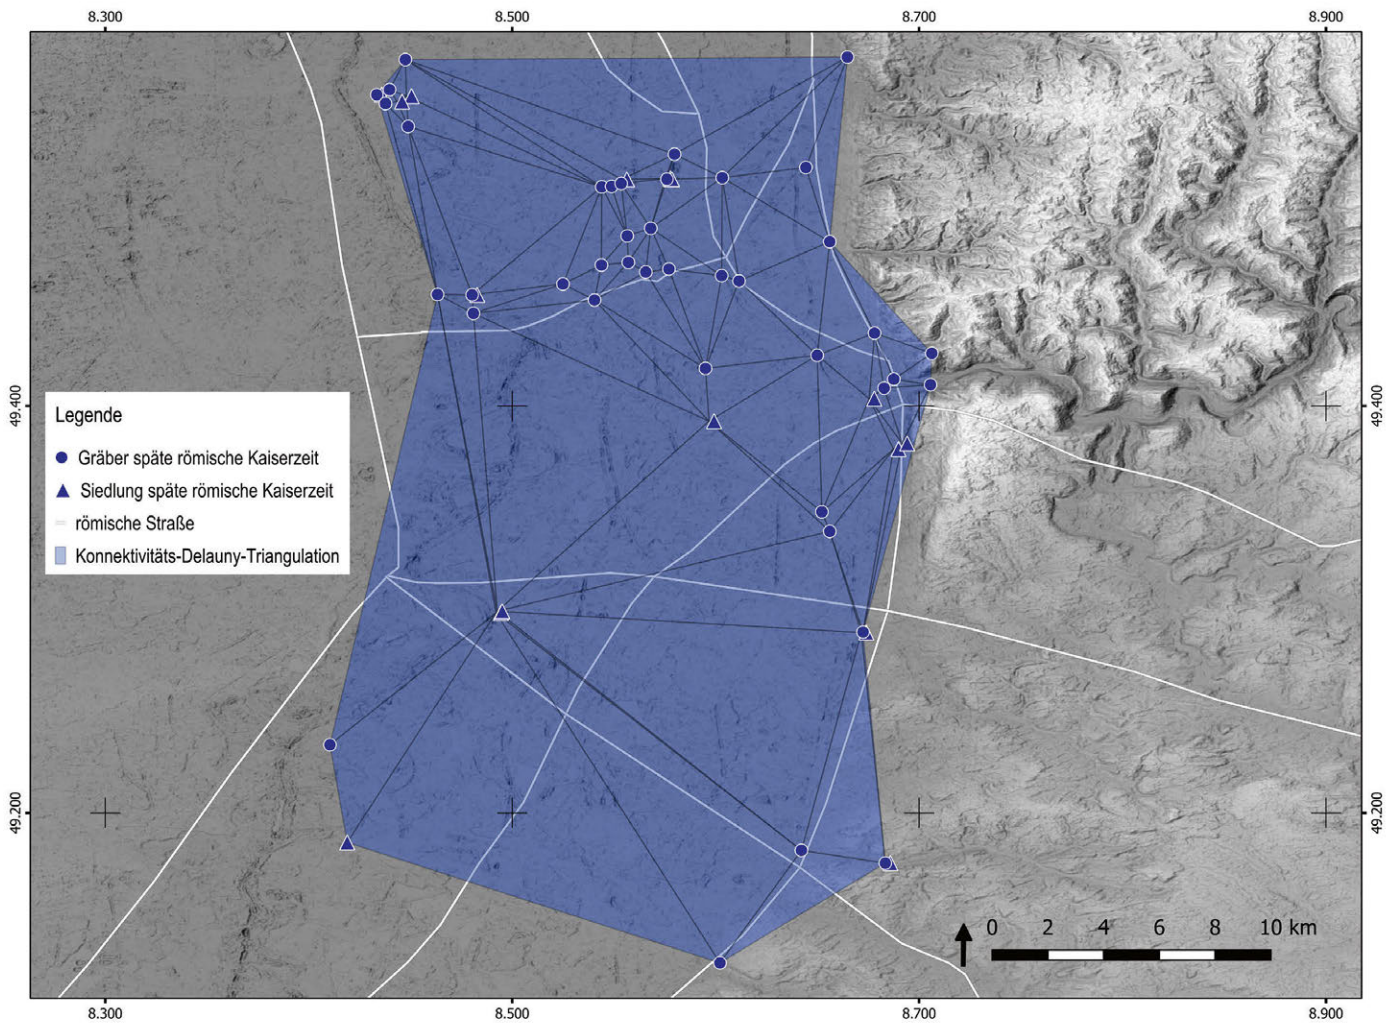 8.300 8.500 8.700 8.900
49.400 49.400
Legende
Gräber späte römische Kaiserzeit
Siedlung späte römische Kaiserzeit
römische Straße
Konnektivitäts-Delauny-Triangulation
49.200 49.200
0 2 4 6 8 10 km
8.300 8.500 8.700 8.900